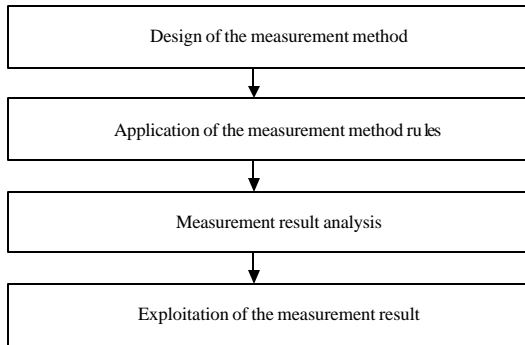 Design of the measurement method
Application of the measurement method rules
Measurement result analysis
Exploitation of the measurement result